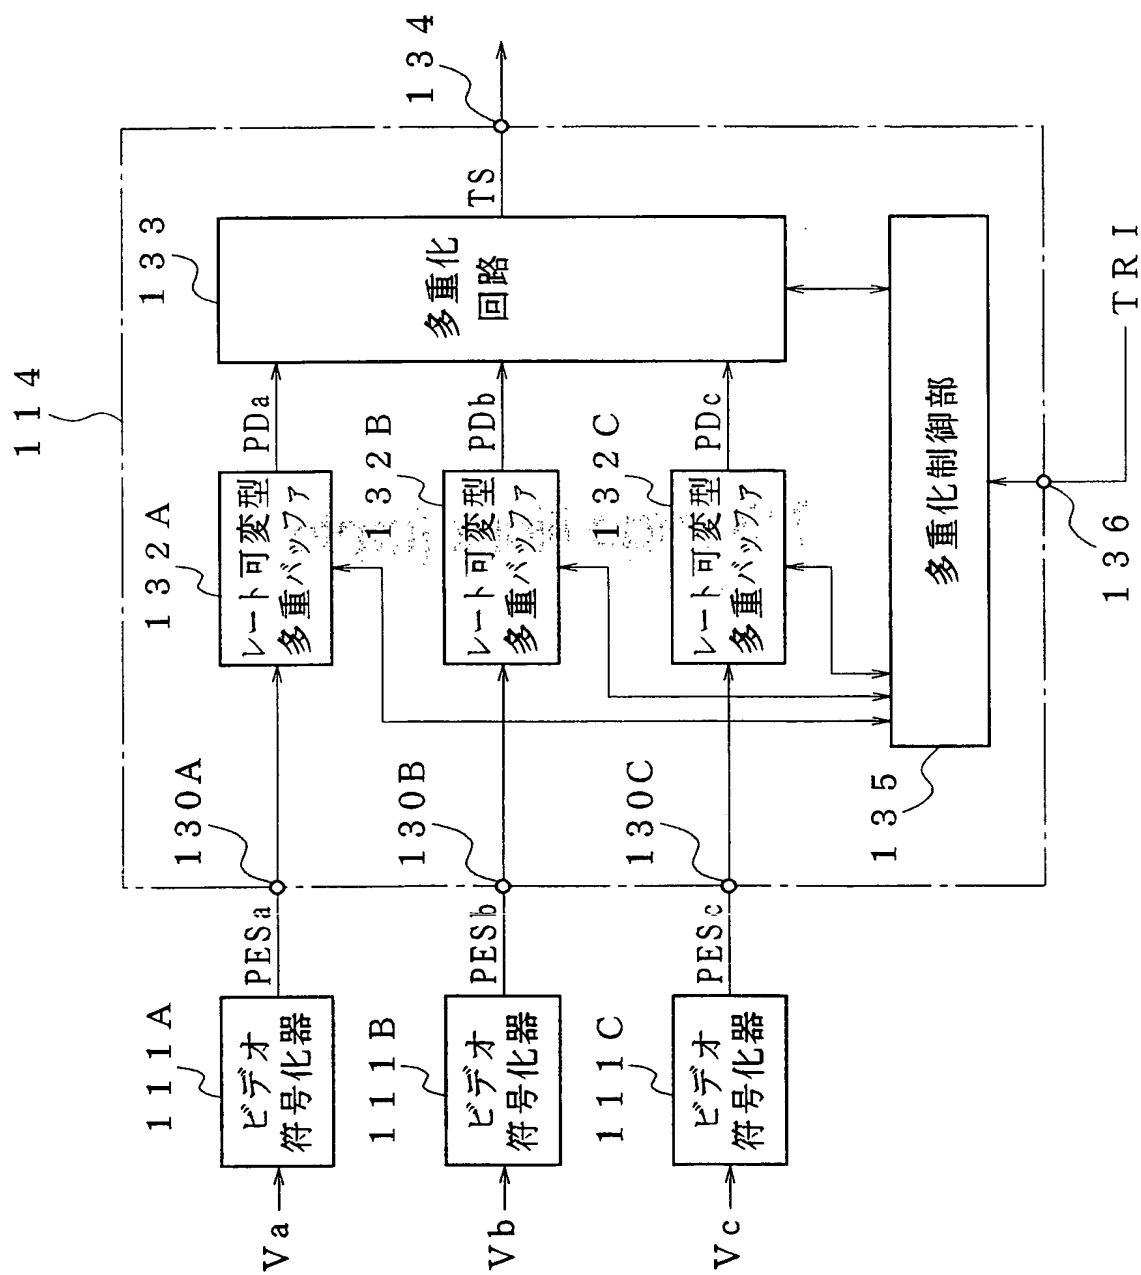 114
132A
133
130A
111A
Va
ビデオ
符号化器
PESa
レート可変型
多重バッファ
PDa
132B
130B
111B
Vb
ビデオ
符号化器
PESb
レート可変型
多重バッファ
PDb
多重化
回路
TS
134
132C
130C
111C
Vc
ビデオ
符号化器
PESc
レート可変型
多重バッファ
PDc
135
多重化制御部
136
TRI